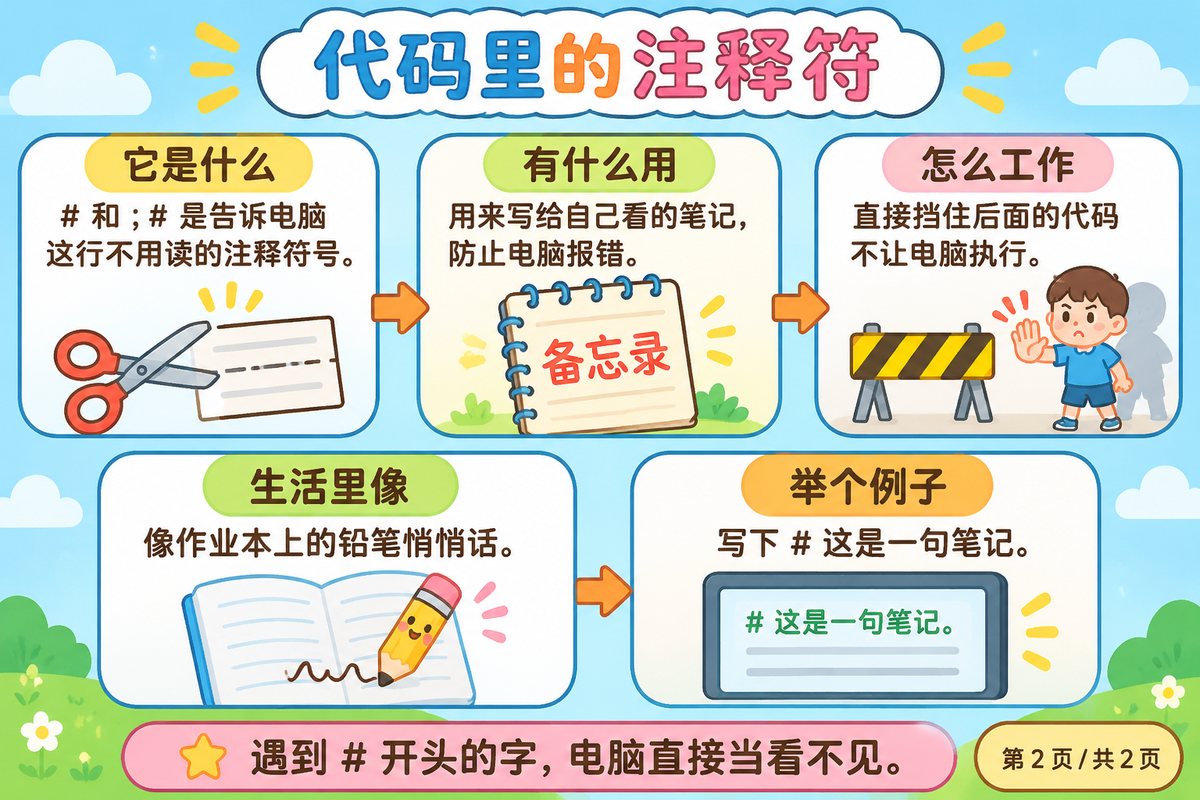 代码里的注释符
它是什么
# 和 ; # 是告诉电脑
这行不用读的注释符号。
有什么用
用来写给自己看的笔记，
防止电脑报错。
备忘录
怎么工作
直接挡住后面的代码
不让电脑执行。
生活里像
像作业本上的铅笔悄悄话。
举个例子
写下 # 这是一句笔记。
# 这是一句笔记。
遇到 # 开头的字，电脑直接当看不见。
第2页/共2页